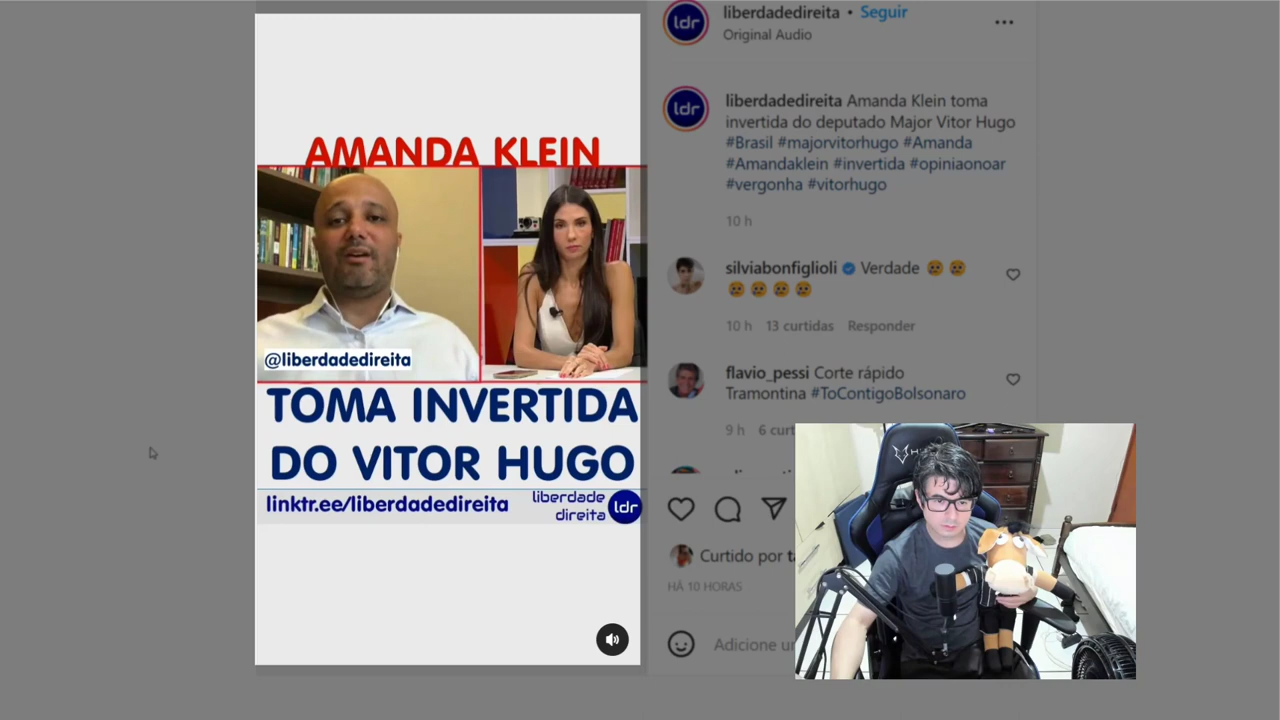 AMANDA KLEIN
@liberdadedireita
TOMA INVERTIDA
DO VITOR HUGO
linktr.ee/liberdadedireita
liberdade
direita
ldr
ldr
liberdadedireita • Seguir
Original Audio
ldr
liberdadedireita Amanda Klein toma
invertida do deputado Major Vitor Hugo
#Brasil #majorvitorhugo #Amanda
#Amandaklein #invertida #opiniaonoar
#vergonha #vitorhugo
10 h
silviabonfiglioli Verdade 😢 😢
😢 😢 😢 😢
10 h 13 curtidas Responder
flavio_pessi Corte rápido
Tramontina #ToContigoBolsonaro
9 h 6 curt
Curtido por
HÁ 10 HORAS
Adicione